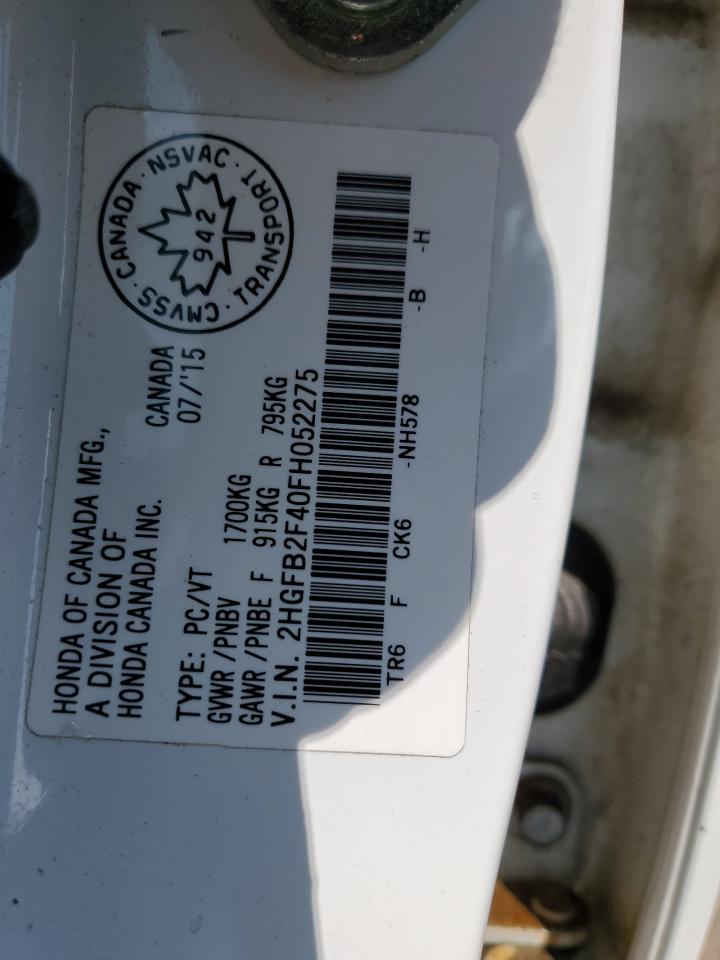 HONDA OF CANADA MFG.,
A DIVISION OF
HONDA CANADA INC.
CANADA
07/'15
CMVSS · CANADA · NSVAC · TRANSPORT ·
942
TYPE: PC/VT
GVWR /PNBV 1700KG
GAWR /PNBE F 915KG R 795KG
V.I.N. 2HGFB2F40FH052275
TR6 F CK6 -NH578 -B -H